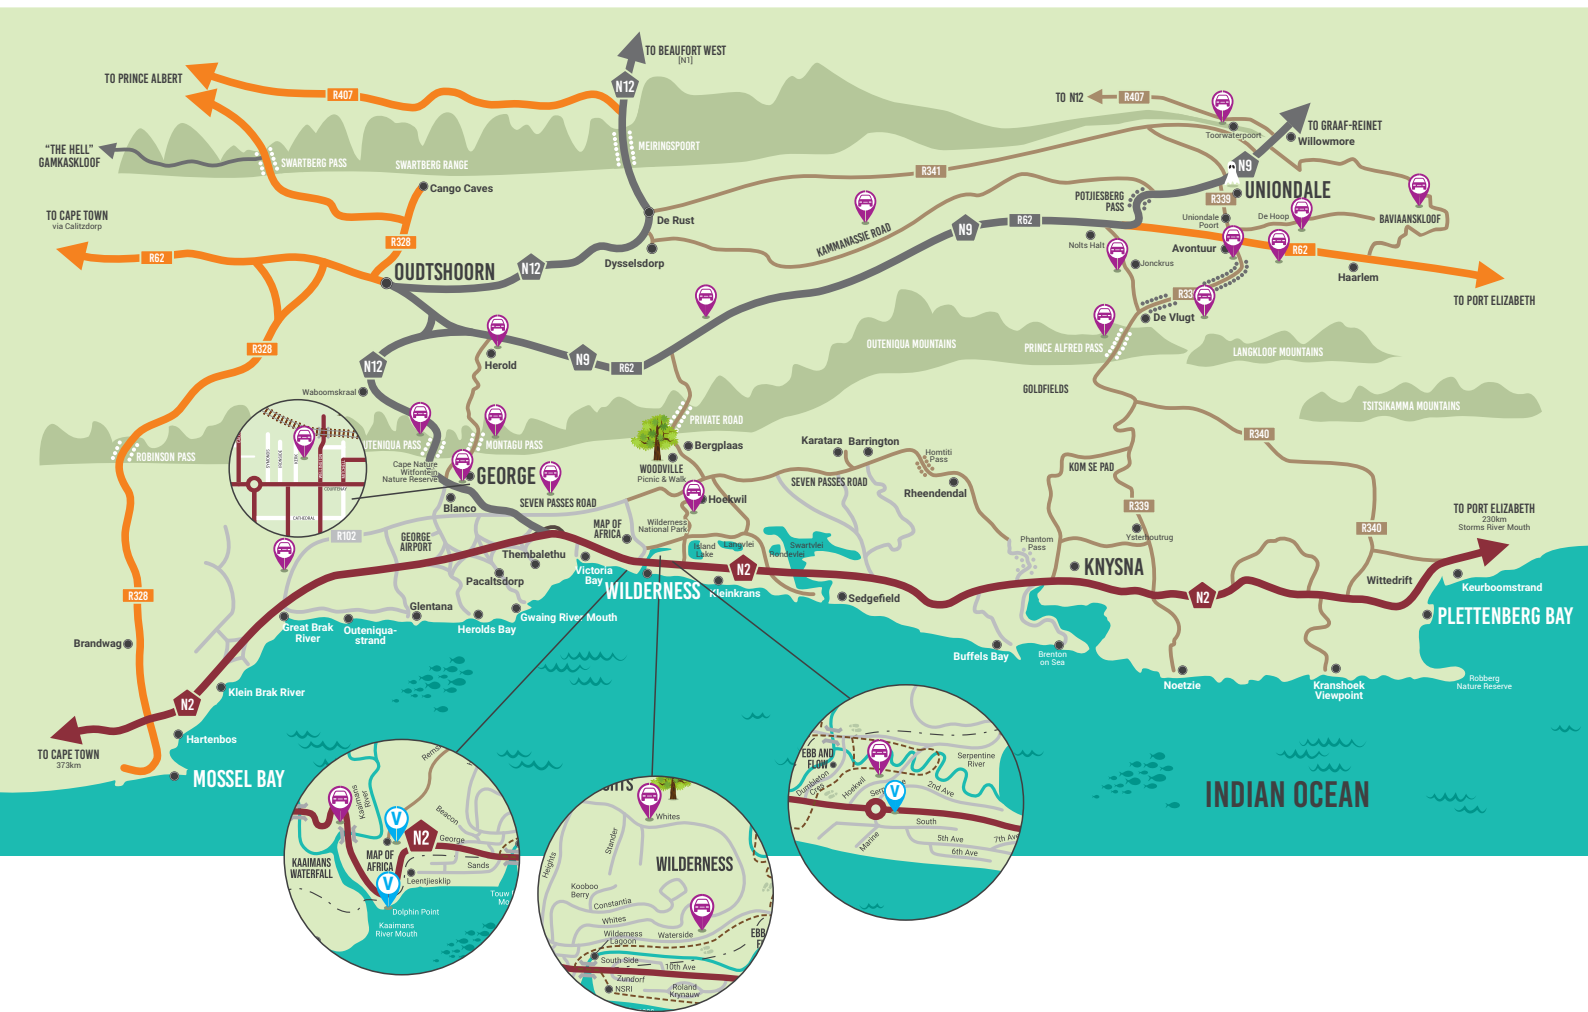 TO BEAUFORT WEST
[N1]
TO PRINCE ALBERT
N12
R407
TO N12
R407
Toorwaterpoort
TO GRAAF-REINET
Willowmore
"THE HELL"
GAMKASKLOOF
SWARTBERG PASS
SWARTBERG RANGE
MEIRINGSPOORT
Cango Caves
R341
N9
UNIONDALE
POTJIESBERG
PASS
R339
TO CAPE TOWN
via Calitzdorp
De Rust
Uniondale
Poort
De Hoop
BAVIAANSKLOOF
R328
R62
N9
R62
KAMMANASSIE ROAD
Nolts Halt
Avontuur
R62
Dysselsdorp
Jonckrus
OUDTSHOORN
N12
Haarlem
TO PORT ELIZABETH
R33
De Vlugt
R328
OUTENIQUA MOUNTAINS
PRINCE ALFRED PASS
LANGKLOOF MOUNTAINS
N12
Herold
N9
R62
Waboomskraal
GOLDFIELDS
TSITSIKAMMA MOUNTAINS
PRIVATE ROAD
UTENIQUA PASS
MONTAGU PASS
ROBINSON PASS
Bergplaas
Karatara
Barrington
R340
WOODVILLE
Picnic & Walk
Homtiti
Pass
KOM SE PAD
Cape Nature
Witfontein
Nature Reserve
GEORGE
SEVEN PASSES ROAD
SEVEN PASSES ROAD
Rheendendal
COURTENAY
CATHEDRAL
Blanco
Hoekwil
R339
TO PORT ELIZABETH
230km
Storms River Mouth
R102
GEORGE
AIRPORT
MAP OF
AFRICA
Wilderness
National Park
R340
Ysterhoutrug
Island
Lake
Langvlei
Swartvlei
Rondevlei
Phantom
Pass
Thembalethu
Victoria
Bay
N2
KNYSNA
Wittedrift
Keurboomstrand
Pacaltsdorp
WILDERNESS
Kleinkrans
Sedgefield
N2
R328
Glentana
Gwaing River Mouth
PLETTENBERG BAY
Great Brak
River
Outeniqua-
strand
Herolds Bay
Brandwag
Buffels Bay
Brenton
on Sea
Noetzie
Kranshoek
Viewpoint
Robberg
Nature Reserve
Klein Brak River
N2
Hartenbos
TO CAPE TOWN
373km
MOSSEL BAY
INDIAN OCEAN
Kaaimans
River
V
Beacon
N2
George
KAAIMANS
WATERFALL
MAP OF
AFRICA
Sands
V
Leentjiesklip
Dolphin Point
Kaaimans
River Mouth
Whites
Stander
Heights
WILDERNESS
Kooboo
Berry
Constantia
Whites
Wilderness
Lagoon
Waterside
South Side
10th Ave
Zundorf
NSRI
Roland
Krynauw
EBB AND
FLOW
Serpentine
River
Dumbleton
Cres
Hoekwil
V
2nd Ave
South
Marine
5th Ave
7th Ave
6th Ave